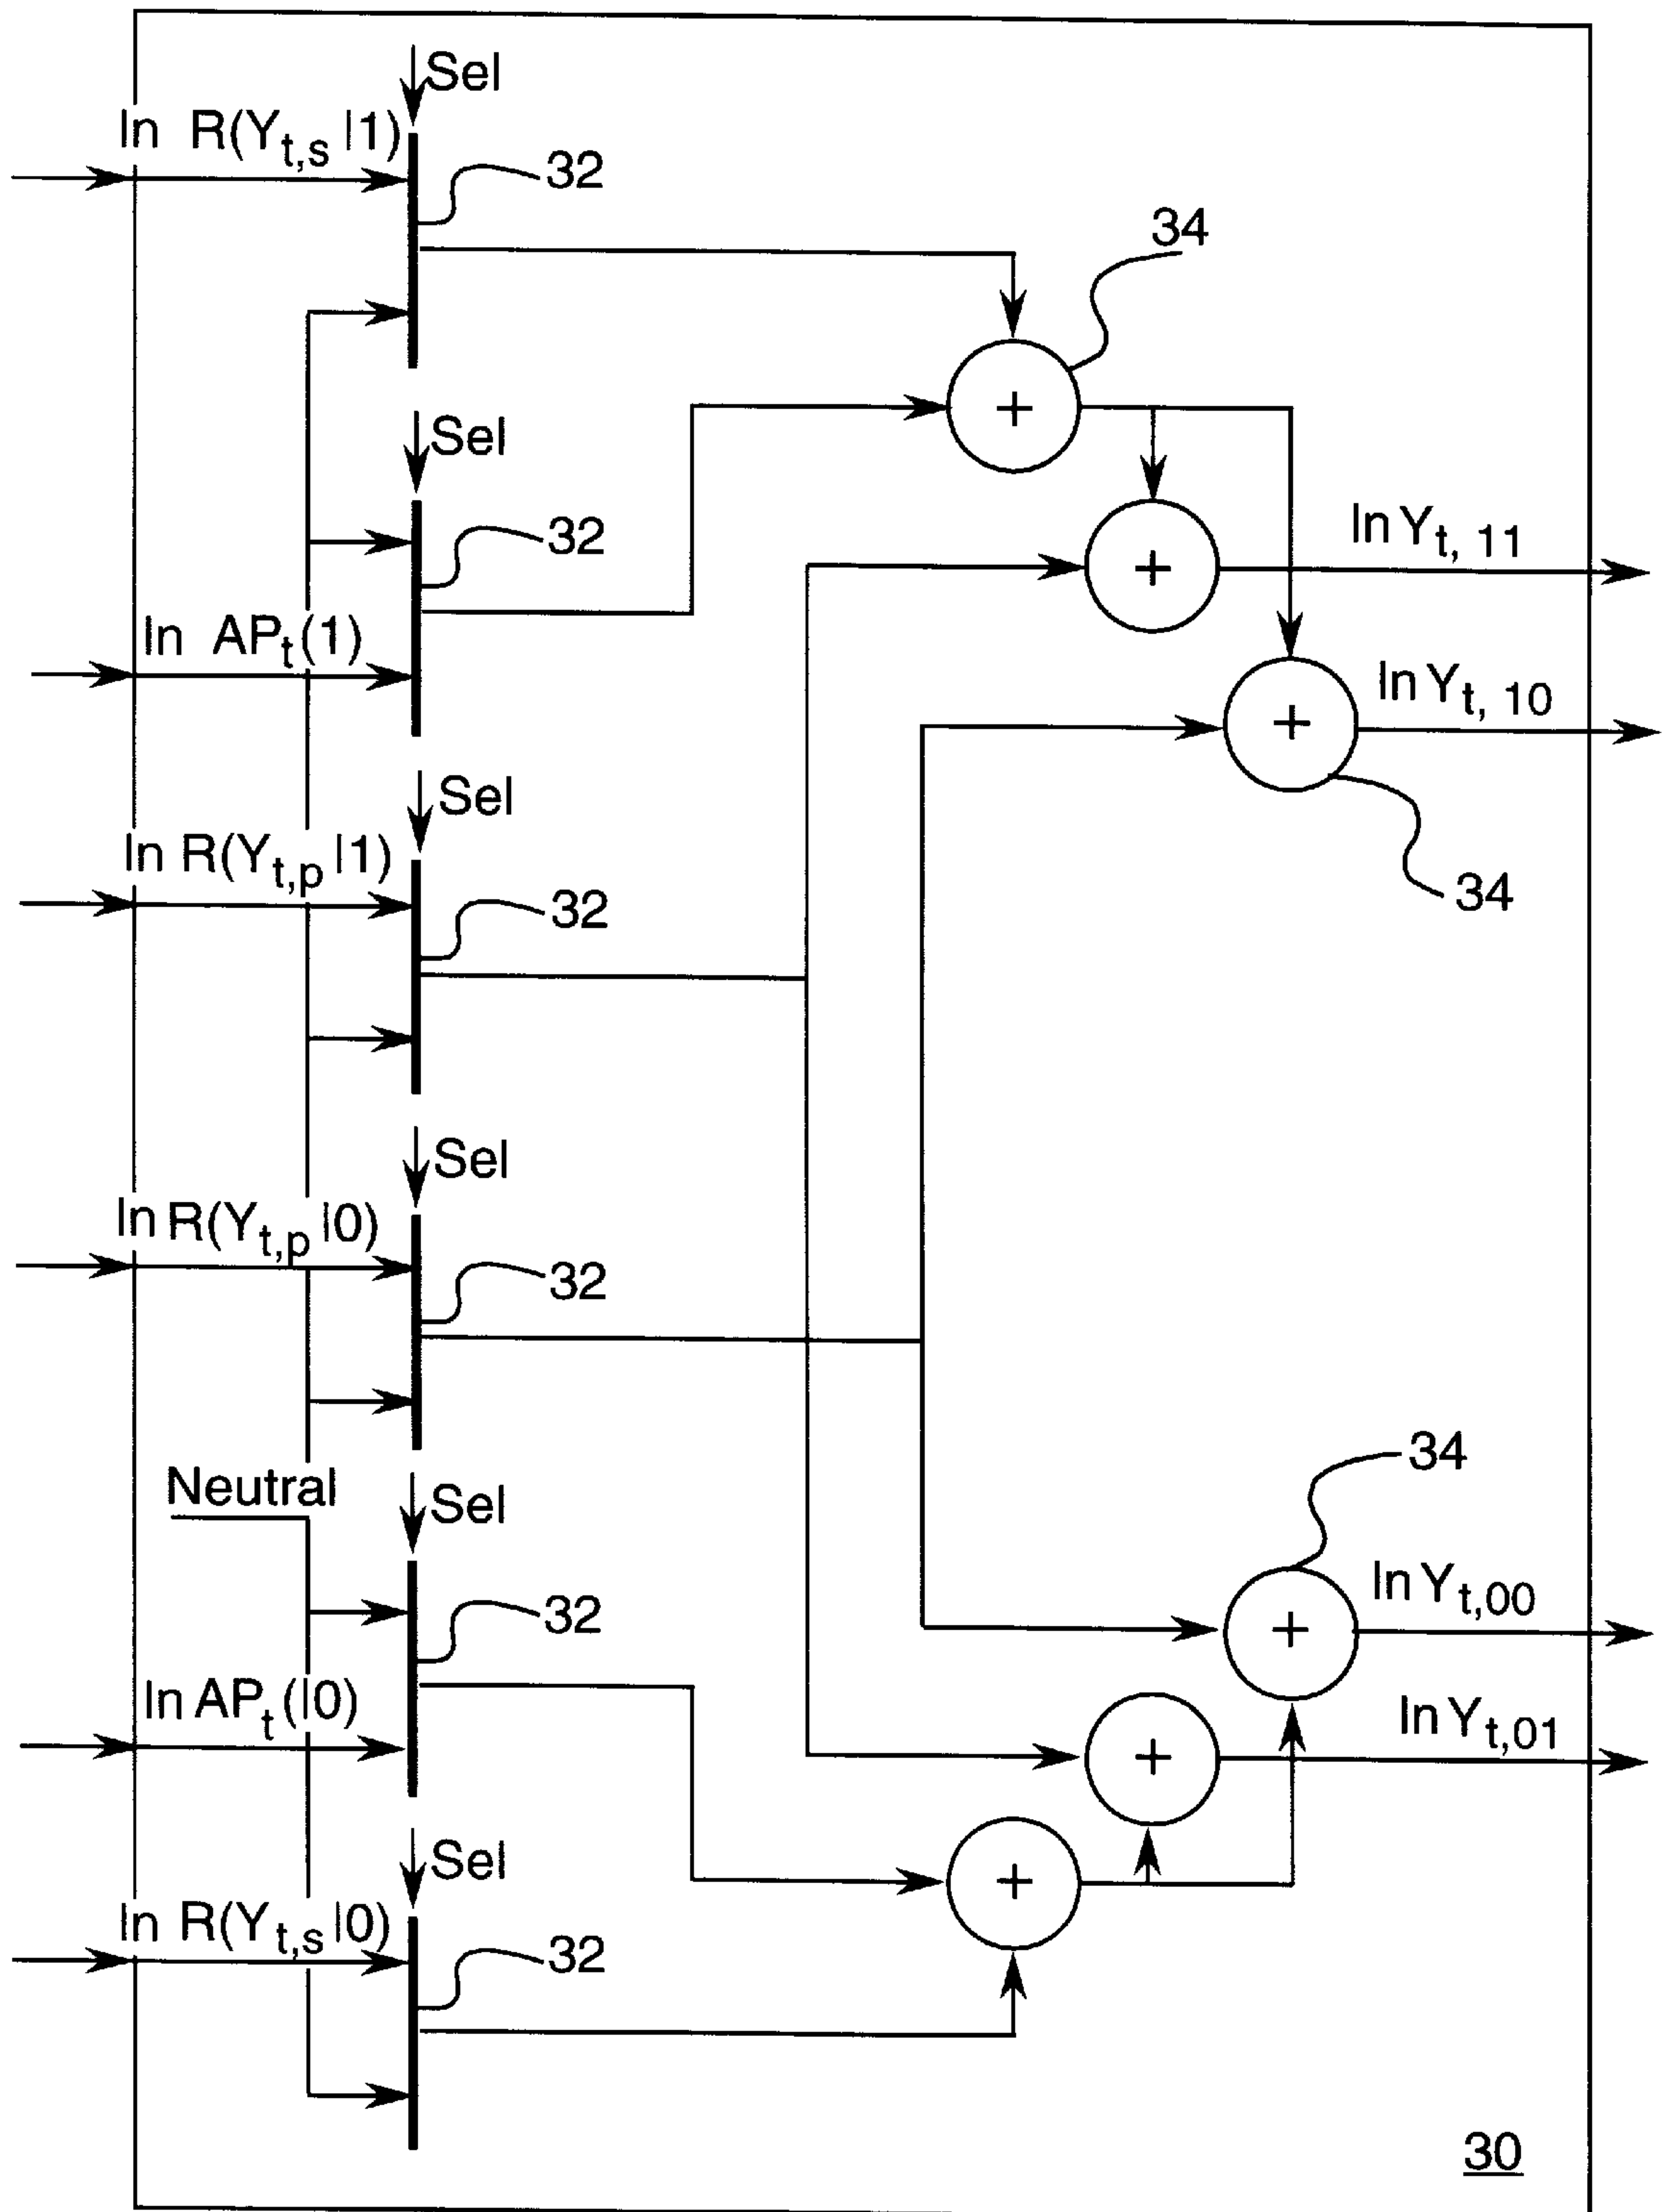 Sel
ln R(Yt,s |1)
32
34
Sel
32
ln Yt, 11
ln APt(1)
ln Yt, 10
Sel
ln R(Yt,p |1)
32
34
Sel
ln R(Yt,p |0)
32
34
Neutral
Sel
ln Yt,00
32
ln APt (|0)
ln Yt,01
Sel
ln R(Yt,s |0)
32
30
+
+
+
+
+
+